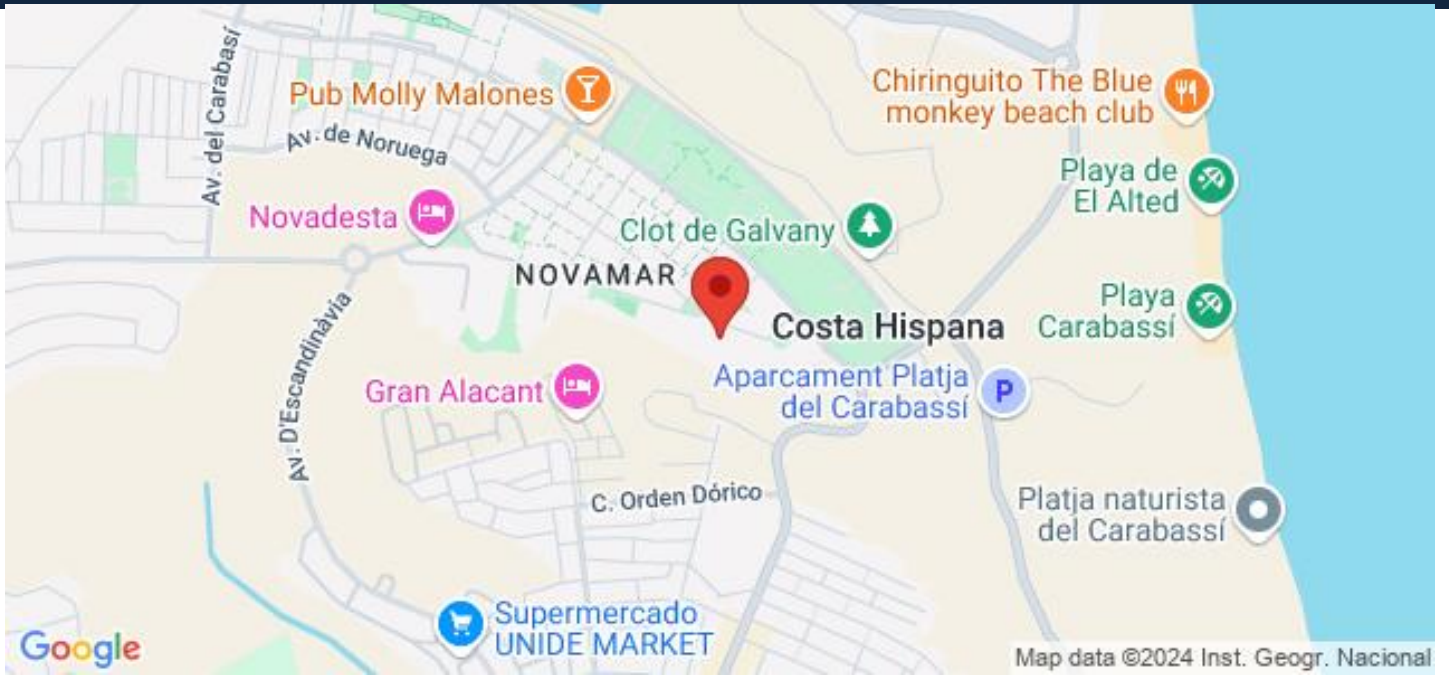 Av. del Carabasí
Pub Molly Malones
Av. de Noruega
Chiringuito The Blue
monkey beach club
Playa de
El Alted
Novadesta
Clot de Galvany
NOVAMAR
Playa
Carabassí
Costa Hispana
Av. D'Escandinàvia
Gran Alacant
Aparcament Platja
del Carabassí
P
C. Orden Dórico
Platja naturista
del Carabassí
Supermercado
UNIDE MARKET
Google
Map data ©2024 Inst. Geogr. Nacional